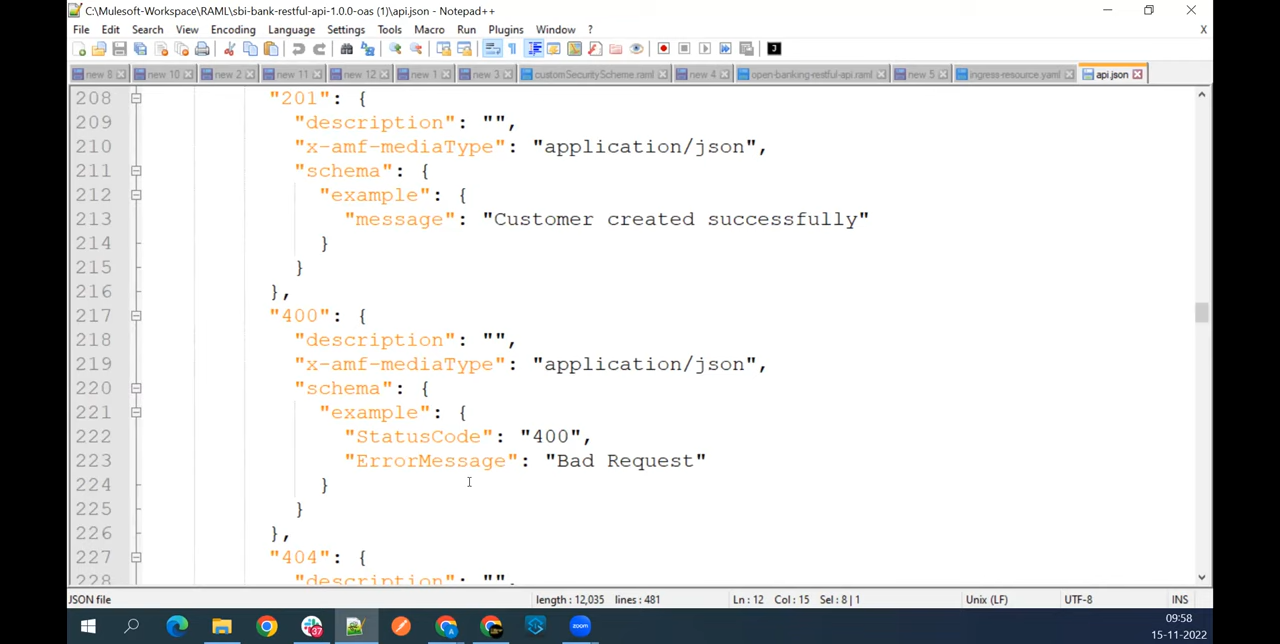 C:\Mulesoft-Workspace\RAML\sbi-bank-restful-api-1.0.0-oas (1)\api.json - Notepad++
File Edit Search View Encoding Language Settings Tools Macro Run Plugins Window ? X
new 8 new 10 new 2 new 11 new 12 new 1 new 3 customSecurityScheme.raml new 4 open-banking-restful-api.raml new 5 ingress-resource.yaml api.json
208 "201": {
209 "description": "",
210 "x-amf-mediaType": "application/json",
211 "schema": {
212 "example": {
213 "message": "Customer created successfully"
214 }
215 }
216 },
217 "400": {
218 "description": "",
219 "x-amf-mediaType": "application/json",
220 "schema": {
221 "example": {
222 "StatusCode": "400",
223 "ErrorMessage": "Bad Request"
224 }
225 }
226 },
227 "404": {
228 "description": "",
JSON file length : 12,035 lines : 481 Ln : 12 Col : 15 Sel : 8 | 1 Unix (LF) UTF-8 INS
37 zoom 09:58
15-11-2022